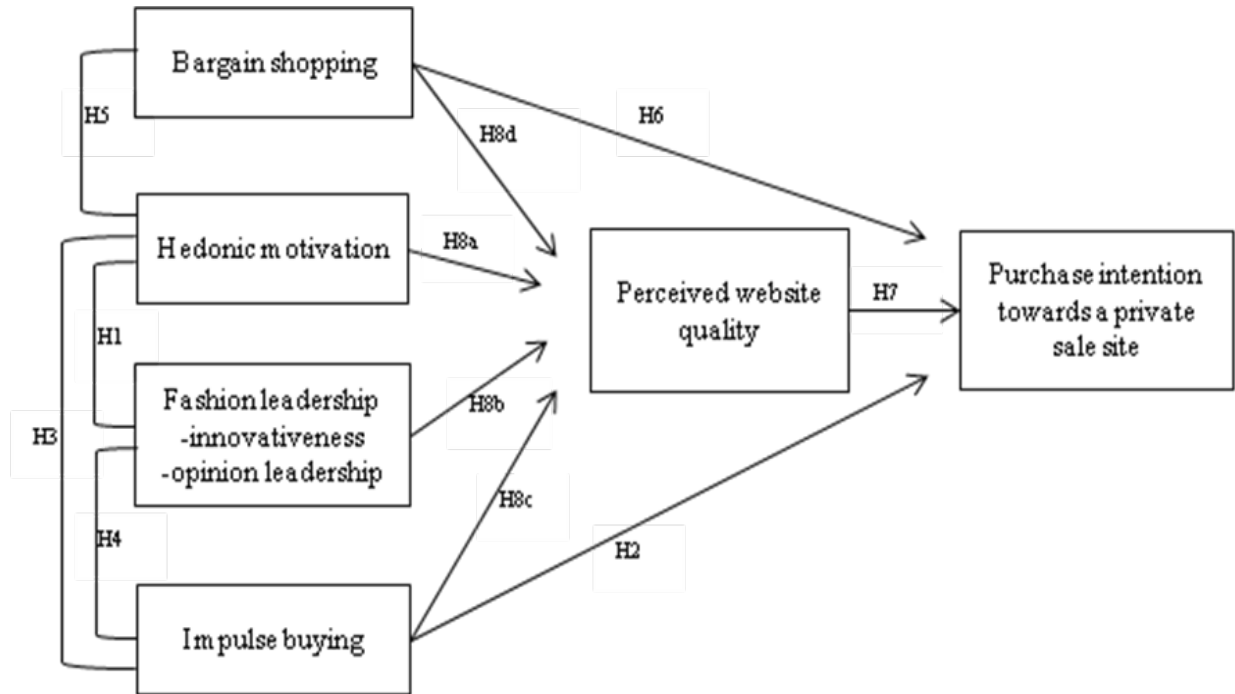 Bargain shopping
H5
H8d
H6
Hedonic motivation
H8a
H1
Perceived website
quality
H7
Purchase intention
towards a private
sale site
Fashion leadership
-innovativeness
-opinion leadership
H8b
H3
H8c
H4
H2
Impulse buying